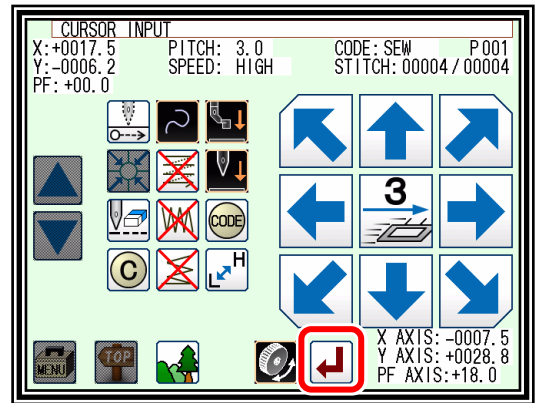 CURSOR INPUT
X:+0017.5 PITCH: 3.0 CODE: SEW P001
Y:-0006.2 SPEED: HIGH STITCH: 00004/00004
PF: +00.0
3
CODE
C
L H
MENU TOP
X AXIS: -0007.5
Y AXIS: +0028.8
PF AXIS: +18.0